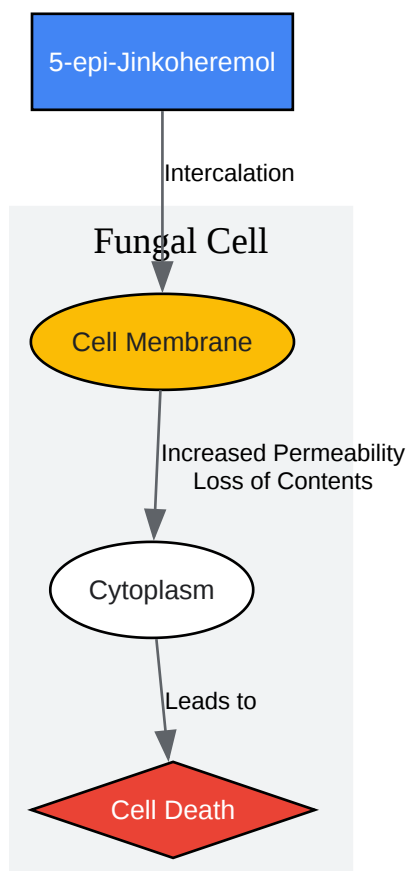 5-epi-Jinkoheremol
Intercalation
Fungal Cell
Cell Membrane
Increased Permeability
Loss of Contents
Cytoplasm
Leads to
Cell Death